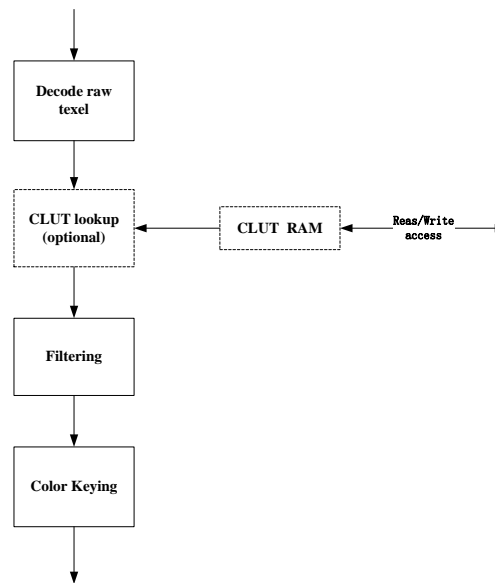 Decode raw
texel
CLUT lookup
(optional)
CLUT RAM
Reas/Write
access
Filtering
Color Keying